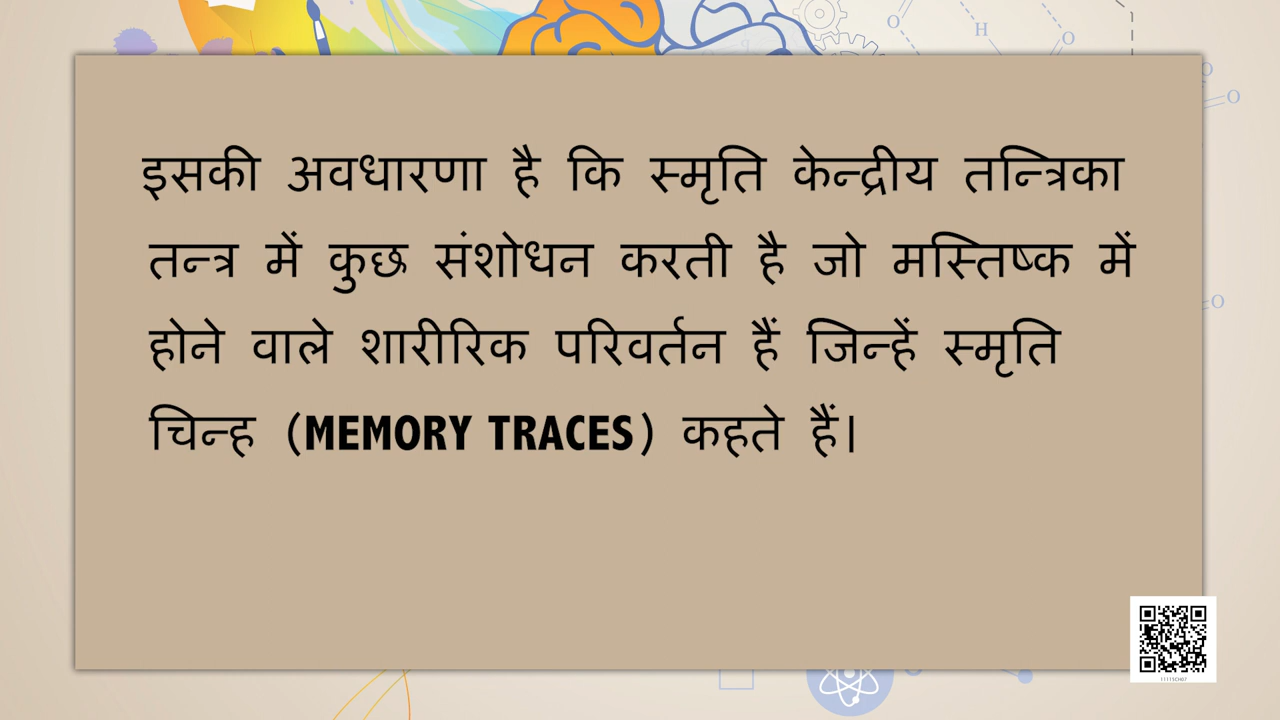 इसकी अवधारणा है कि स्मृति केन्द्रीय तन्त्रिका
तन्त्र में कुछ संशोधन करती है जो मस्तिष्क में
होने वाले शारीरिक परिवर्तन हैं जिन्हें स्मृति
चिन्ह (MEMORY TRACES) कहते हैं।
O
H
O
O
O
O